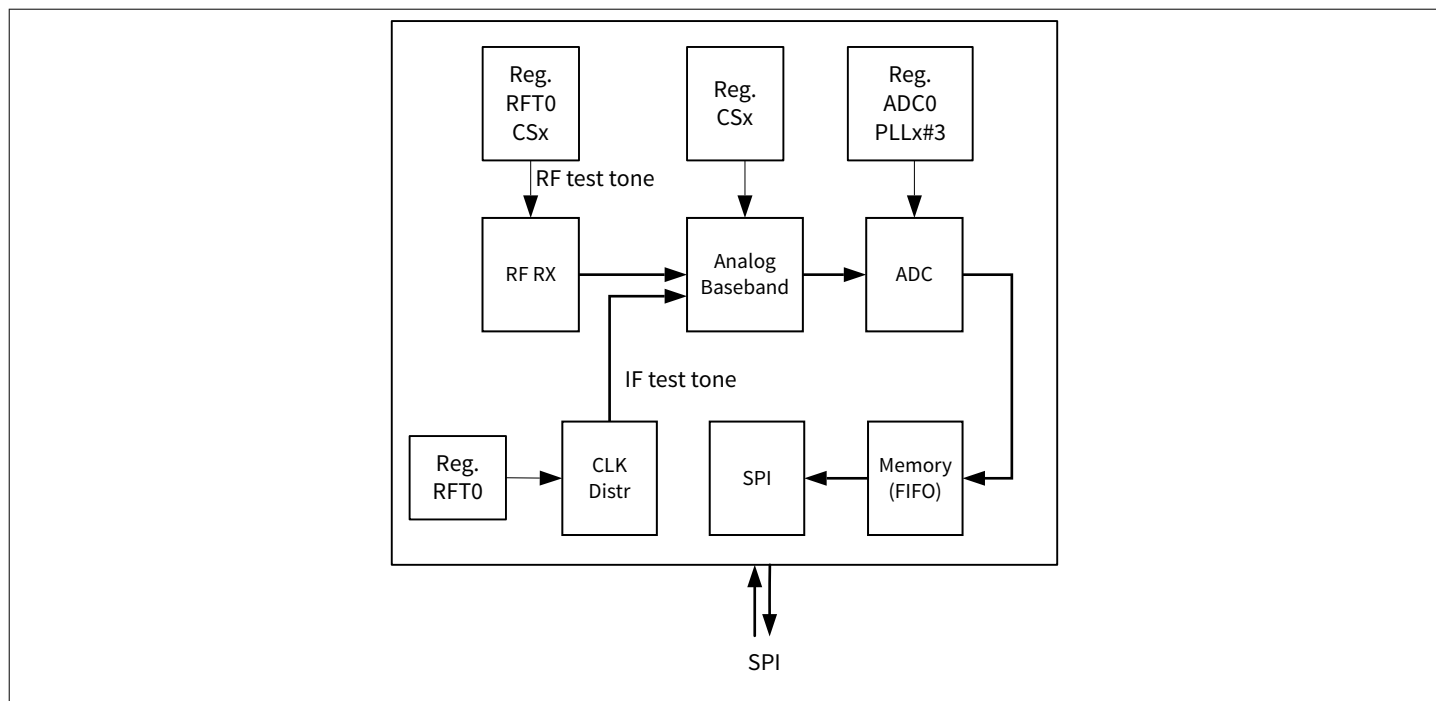 Reg.
RFT0
CSx
Reg.
CSx
Reg.
ADC0
PLLx#3
RF test tone
RF RX
Analog
Baseband
ADC
IF test tone
Reg.
RFT0
CLK
Distr
SPI
Memory
(FIFO)
SPI